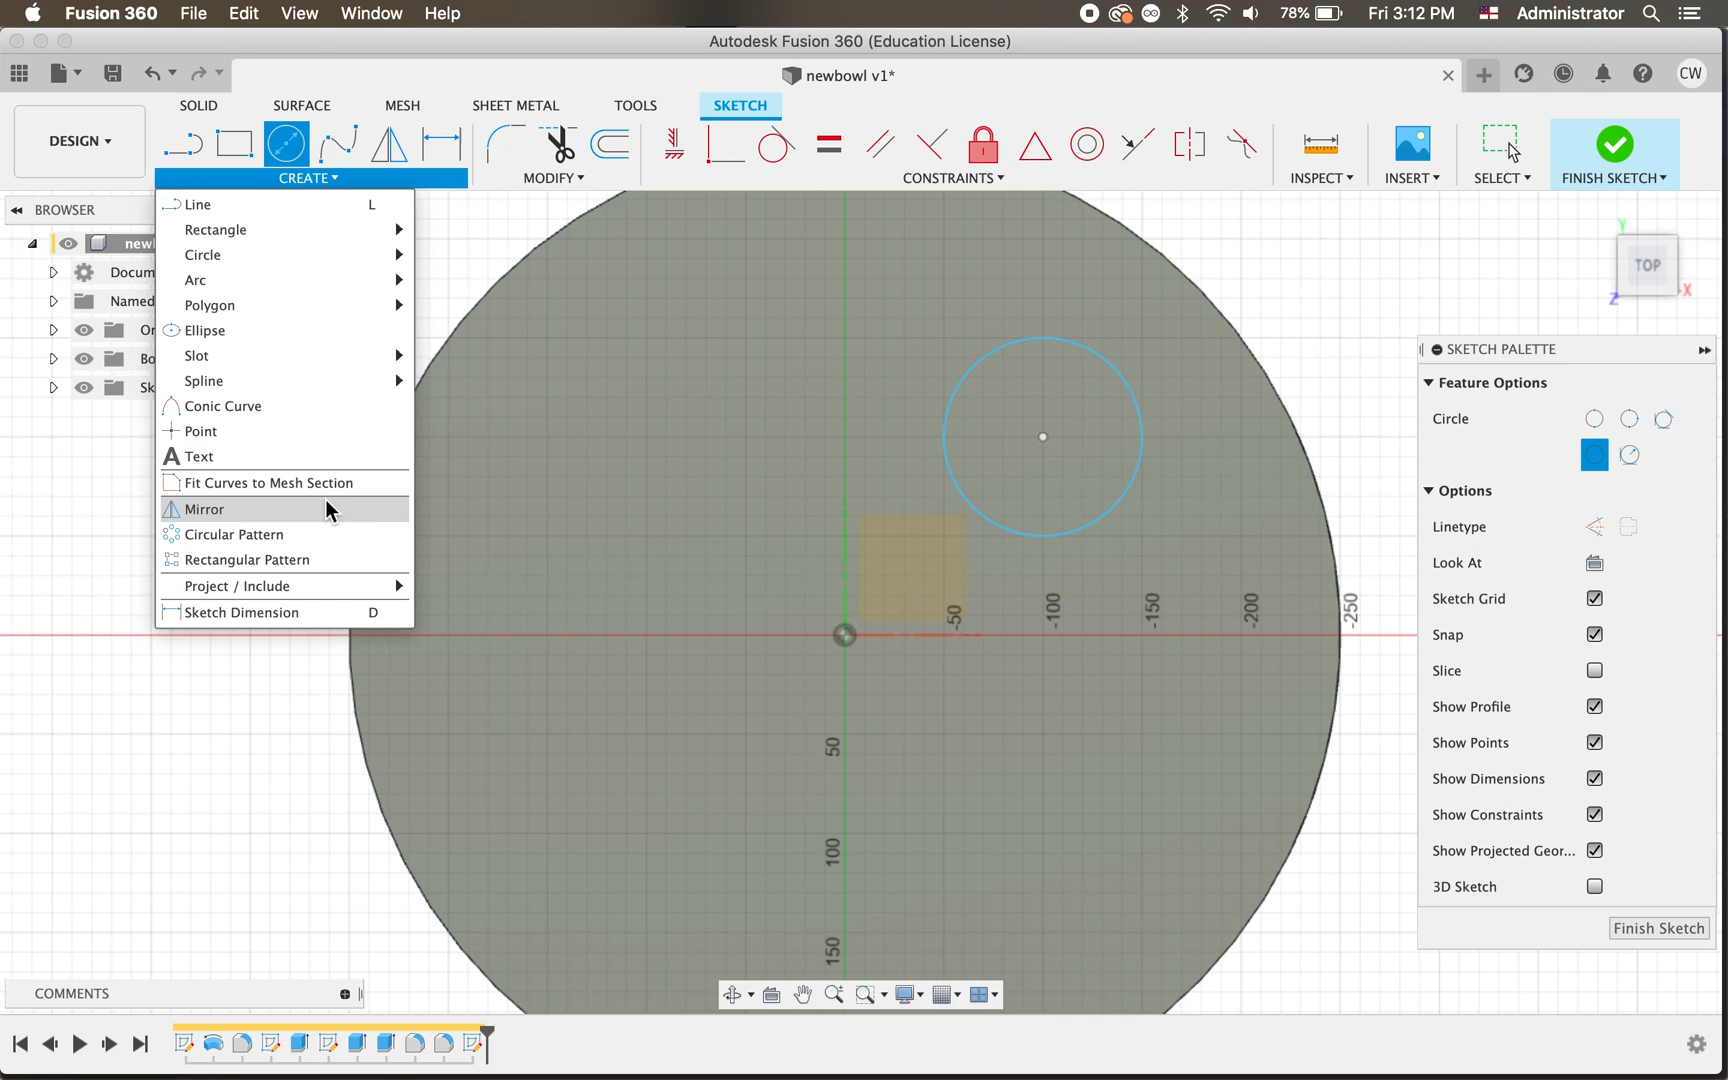 Fusion 360 File Edit View Window Help 78% Fri 3:12 PM Administrator
Autodesk Fusion 360 (Education License)
newbowl v1* CW
SOLID SURFACE MESH SHEET METAL TOOLS SKETCH
DESIGN
CREATE MODIFY CONSTRAINTS INSPECT INSERT SELECT FINISH SKETCH
BROWSER
newl
Docum
Named
Or
Bo
Sk
Line L
Rectangle
Circle
Arc
Polygon
Ellipse
Slot
Spline
Conic Curve
Point
A Text
Fit Curves to Mesh Section
Mirror
Circular Pattern
Rectangular Pattern
Project / Include
Sketch Dimension D
-50 -100 -150 -200 -250
50
100
150
Y
TOP
X
Z
SKETCH PALETTE
Feature Options
Circle
Options
Linetype
Look At
Sketch Grid
Snap
Slice
Show Profile
Show Points
Show Dimensions
Show Constraints
Show Projected Geor...
3D Sketch
Finish Sketch
COMMENTS